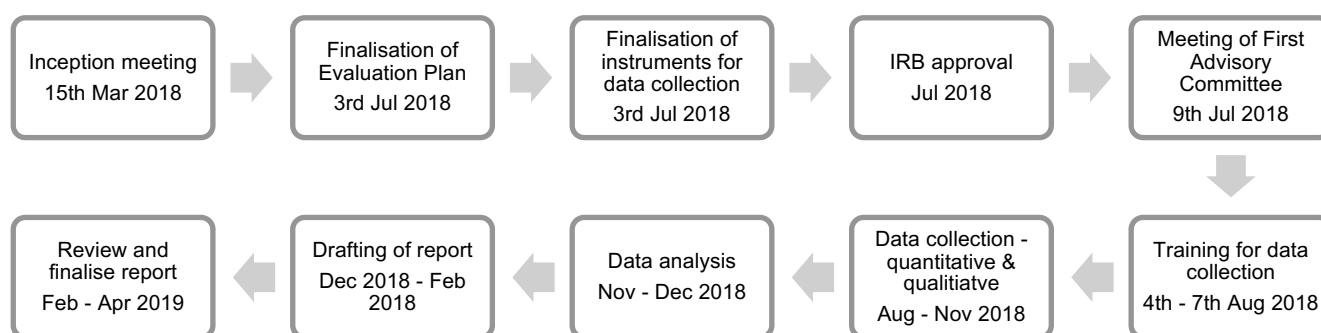 Inception meeting
15th Mar 2018
Finalisation of
Evaluation Plan
3rd Jul 2018
Finalisation of
instruments for
data collection
3rd Jul 2018
IRB approval
Jul 2018
Meeting of First
Advisory
Committee
9th Jul 2018
Training for data
collection
4th - 7th Aug 2018
Data collection -
quantitative &
qualitiatve
Aug - Nov 2018
Data analysis
Nov - Dec 2018
Drafting of report
Dec 2018 - Feb
2018
Review and
finalise report
Feb - Apr 2019